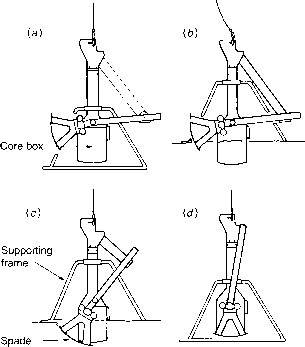 (a)
(b)
Core box
(c)
(d)
Supporting
frame
Spade